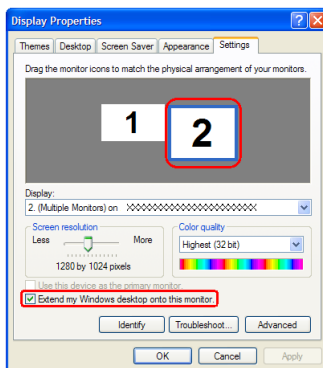 Display Properties
Themes Desktop Screen Saver Appearance Settings
Drag the monitor icons to match the physical arrangement of your monitors.
1 2
Display:
2. (Multiple Monitors) on XXXXXXXXXXXXXXXXXXXXXX
Screen resolution Color quality
Less More Highest (32 bit)
1280 by 1024 pixels
Use this device as the primary monitor.
Extend my Windows desktop onto this monitor.
Identify Troubleshoot... Advanced
OK Cancel Apply